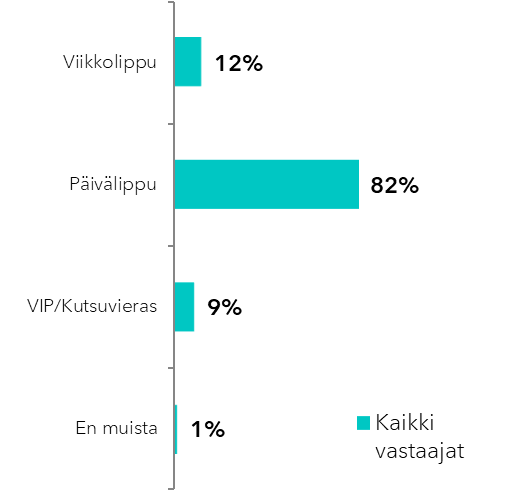 Viikkolippu 12%
Päivälippu 82%
VIP/Kutsuvieras 9%
En muista 1%
Kaikki
vastaajat